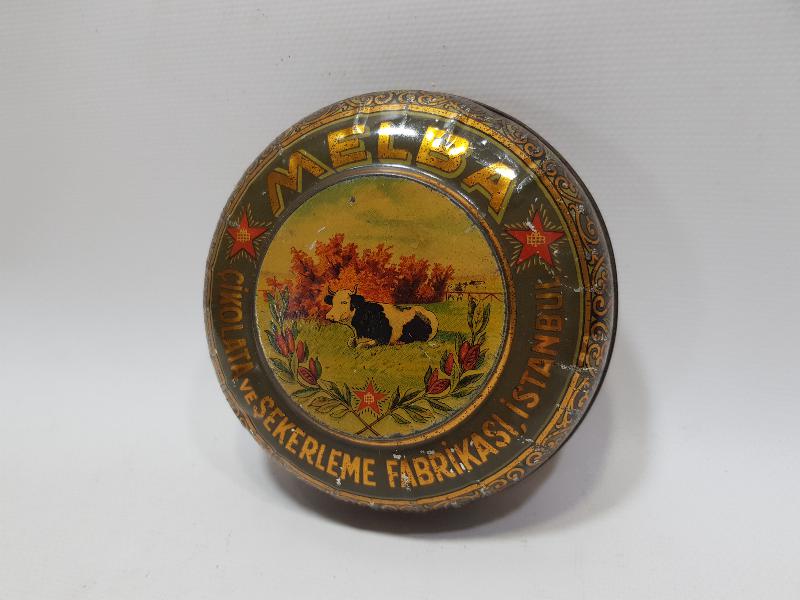 MELBA
ÇİKOLATA VE ŞEKERLEME FABRİKASI, İSTANBUL